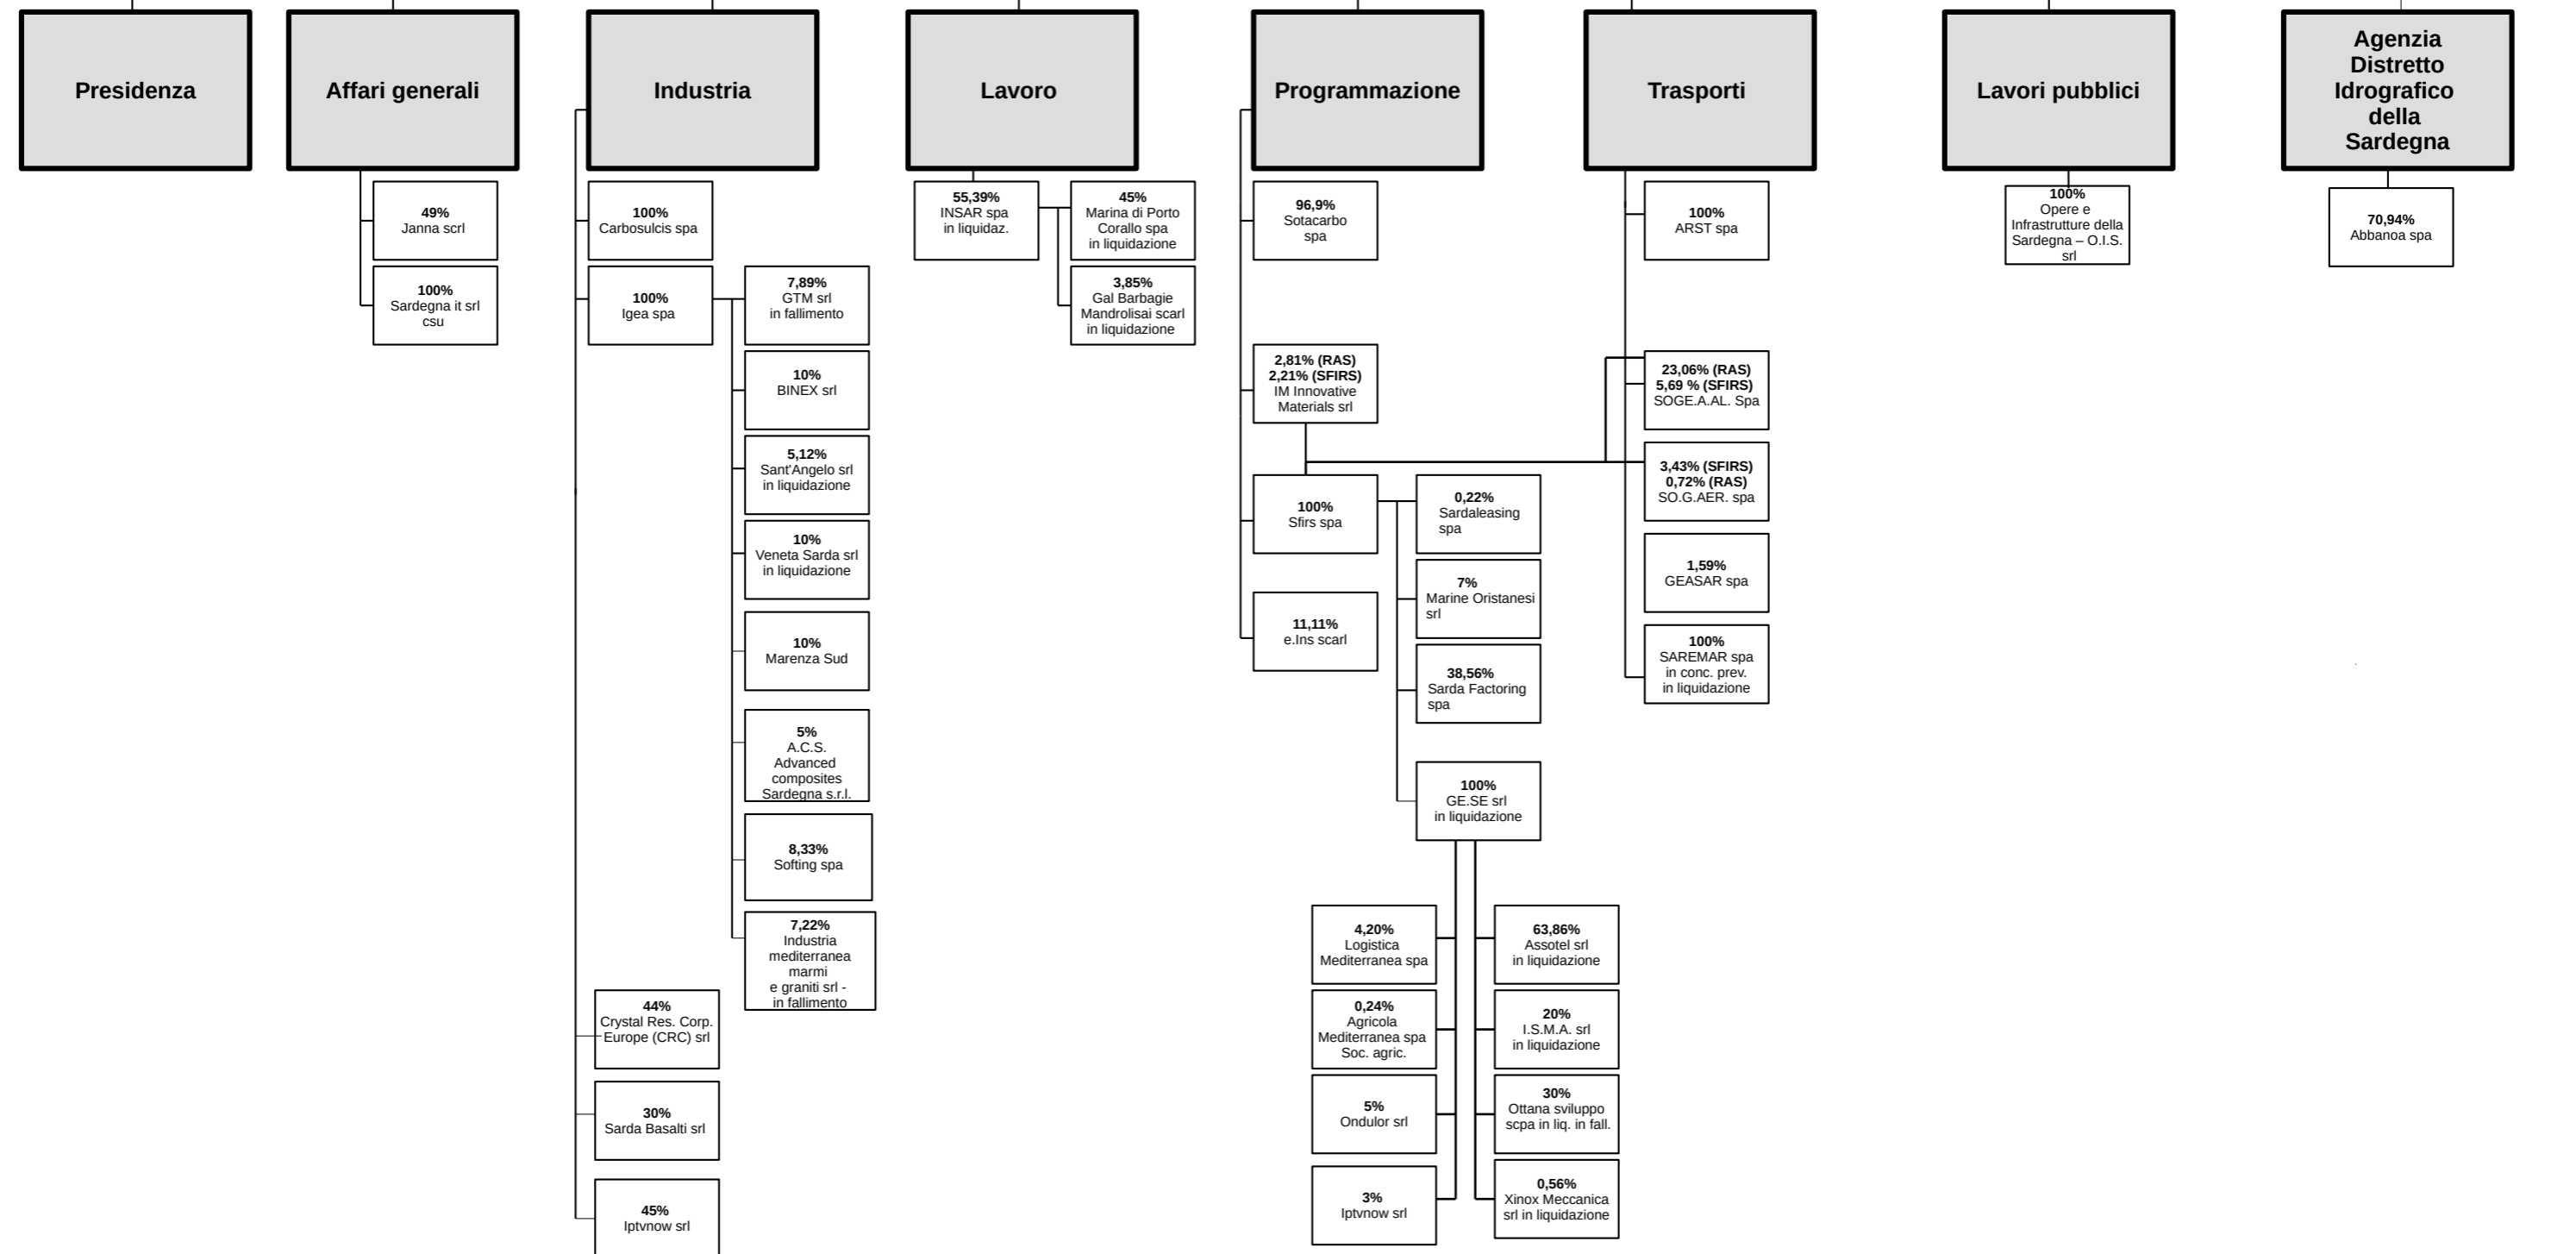 Presidenza
Affari generali
Industria
Lavoro
Programmazione
Trasporti
Lavori pubblici
Agenzia
Distretto
Idrografico
della
Sardegna
49%
Janna scrl
100%
Sardegna it srl
csu
100%
Carbosulcis spa
100%
Igea spa
7,89%
GTM srl
in fallimento
10%
BINEX srl
5,12%
Sant'Angelo srl
in liquidazione
10%
Veneta Sarda srl
in liquidazione
10%
Marenza Sud
5%
A.C.S.
Advanced
composites
Sardegna s.r.l.
8,33%
Softing spa
7,22%
Industria
mediterranea
marmi
e graniti srl -
in fallimento
44%
Crystal Res. Corp.
Europe (CRC) srl
30%
Sarda Basalti srl
45%
Iptvnow srl
55,39%
INSAR spa
in liquidaz.
45%
Marina di Porto
Corallo spa
in liquidazione
3,85%
Gal Barbagie
Mandrolisai scarl
in liquidazione
96,9%
Sotacarbo
spa
2,81% (RAS)
2,21% (SFIRS)
IM Innovative
Materials srl
100%
Sfirs spa
11,11%
e.Ins scarl
0,22%
Sardaleasing
spa
7%
Marine Oristanesi
srl
38,56%
Sarda Factoring
spa
100%
GE.SE srl
in liquidazione
4,20%
Logistica
Mediterranea spa
0,24%
Agricola
Mediterranea spa
Soc. agric.
5%
Ondulor srl
3%
Iptvnow srl
63,86%
Assotel srl
in liquidazione
20%
I.S.M.A. srl
in liquidazione
30%
Ottana sviluppo
scpa in liq. in fall.
0,56%
Xinox Meccanica
srl in liquidazione
100%
ARST spa
23,06% (RAS)
5,69 % (SFIRS)
SOGE.A.AL. Spa
3,43% (SFIRS)
0,72% (RAS)
SO.G.AER. spa
1,59%
GEASAR spa
100%
SAREMAR spa
in conc. prev.
in liquidazione
100%
Opere e
Infrastrutture della
Sardegna – O.I.S.
srl
70,94%
Abbanoa spa